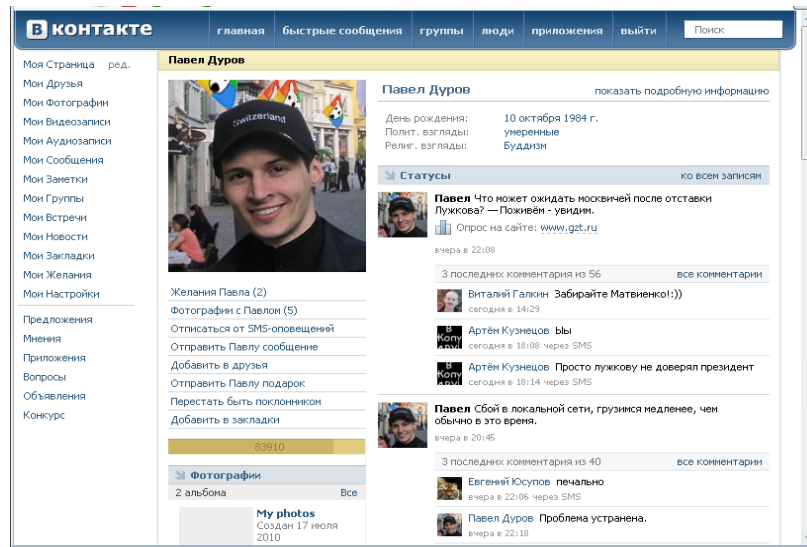 В контакте
главная быстрые сообщения группы люди приложения выйти Поиск
Моя Страница ред.
Мои Друзья
Мои Фотографии
Мои Видеозаписи
Мои Аудиозаписи
Мои Сообщения
Мои Заметки
Мои Группы
Мои Встречи
Мои Новости
Мои Закладки
Мои Желания
Мои Настройки
Предложения
Мнения
Приложения
Вопросы
Объявления
Конкурс
Павел Дуров
Switzerland
Желания Павла (2)
Фотографии с Павлом (5)
Отписаться от SMS-оповещений
Отправить Павлу сообщение
Добавить в друзья
Отправить Павлу подарок
Перестать быть поклонником
Добавить в закладки
83910
Фотографии
2 альбома Все
My photos
Создан 17 июля
2010
Павел Дуров показать подробную информацию
День рождения: 10 октября 1984 г.
Полит. взгляды: умеренные
Религ. взгляды: Буддизм
Статусы ко всем записям
Павел Что может ожидать москвичей после отставки
Лужкова? — Поживём - увидим.
Опрос на сайте: www.gzt.ru
вчера в 22:08
3 последних комментария из 56 все комментарии
Виталий Галкин Забирайте Матвиенко!:))
сегодня в 14:29
Артём Кузнецов Ыы
сегодня в 18:08 через SMS
Артём Кузнецов Просто лужкову не доверял президент
сегодня в 18:14 через SMS
Павел Сбой в локальной сети, грузимся медленее, чем
обычно в это время.
вчера в 20:45
3 последних комментария из 40 все комментарии
Евгений Юсупов печально
вчера в 22:06 через SMS
Павел Дуров Проблема устранена.
вчера в 22:18